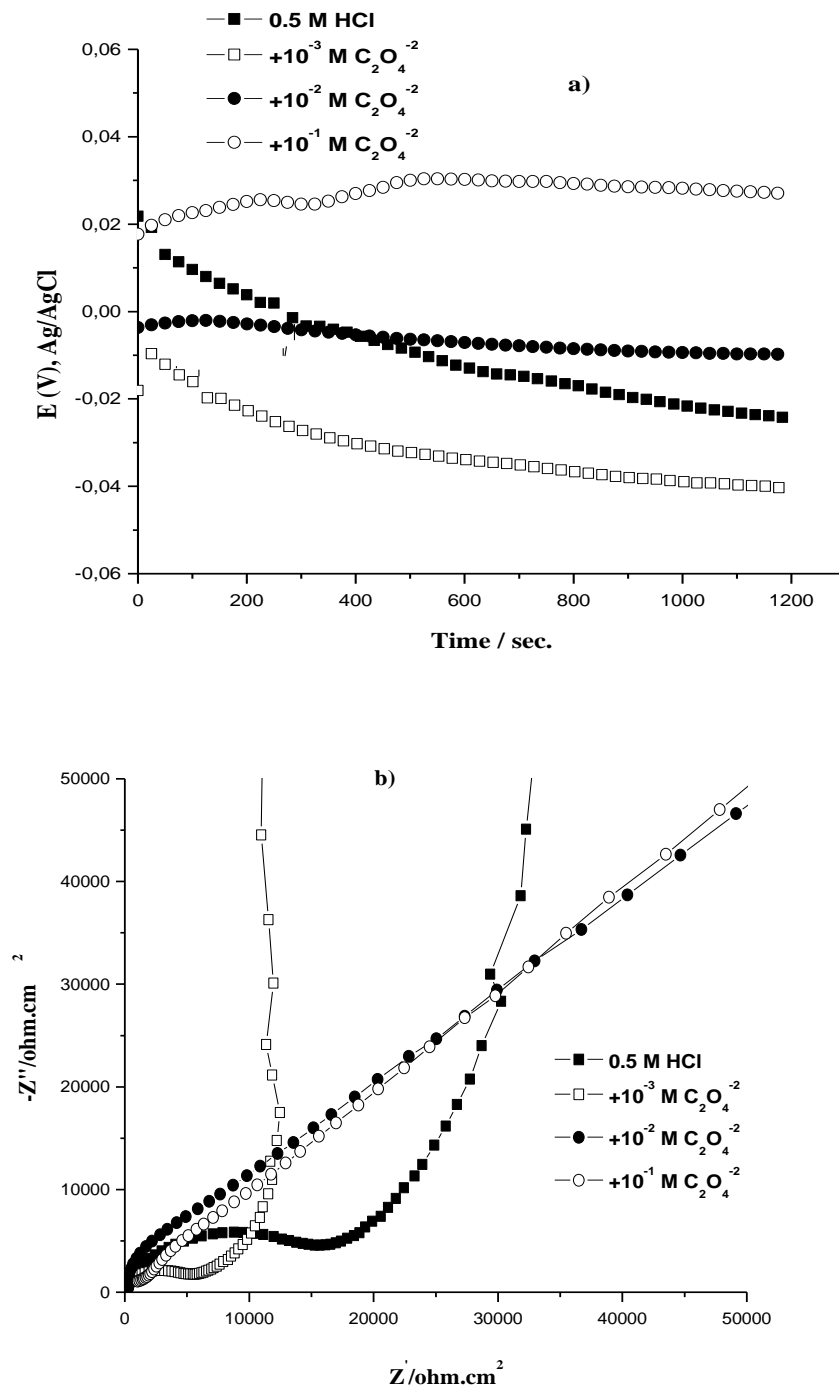 0.5 M HCl
+10⁻³ M C₂O₄⁻²
+10⁻² M C₂O₄⁻²
+10⁻¹ M C₂O₄⁻²
a)
0,06
0,04
0,02
0,00
-0,02
-0,04
-0,06
E (V), Ag/AgCl
0 200 400 600 800 1000 1200
Time / sec.
b)
50000
40000
30000
20000
10000
0
-Z''/ohm.cm²
0.5 M HCl
+10⁻³ M C₂O₄⁻²
+10⁻² M C₂O₄⁻²
+10⁻¹ M C₂O₄⁻²
0 10000 20000 30000 40000 50000
Z'/ohm.cm²